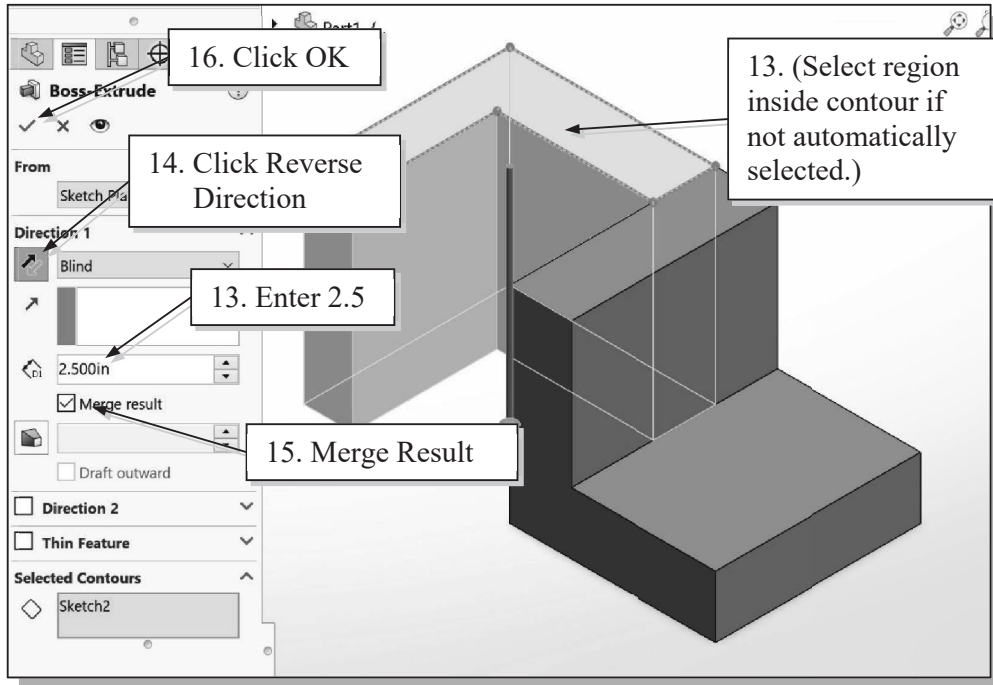 Part1 (
16. Click OK
Boss-Extrude
13. (Select region
inside contour if
not automatically
selected.)
From
14. Click Reverse
Direction
Sketch Pla
Direction 1
Blind
13. Enter 2.5
D1
2.500in
Merge result
15. Merge Result
Draft outward
Direction 2
Thin Feature
Selected Contours
Sketch2